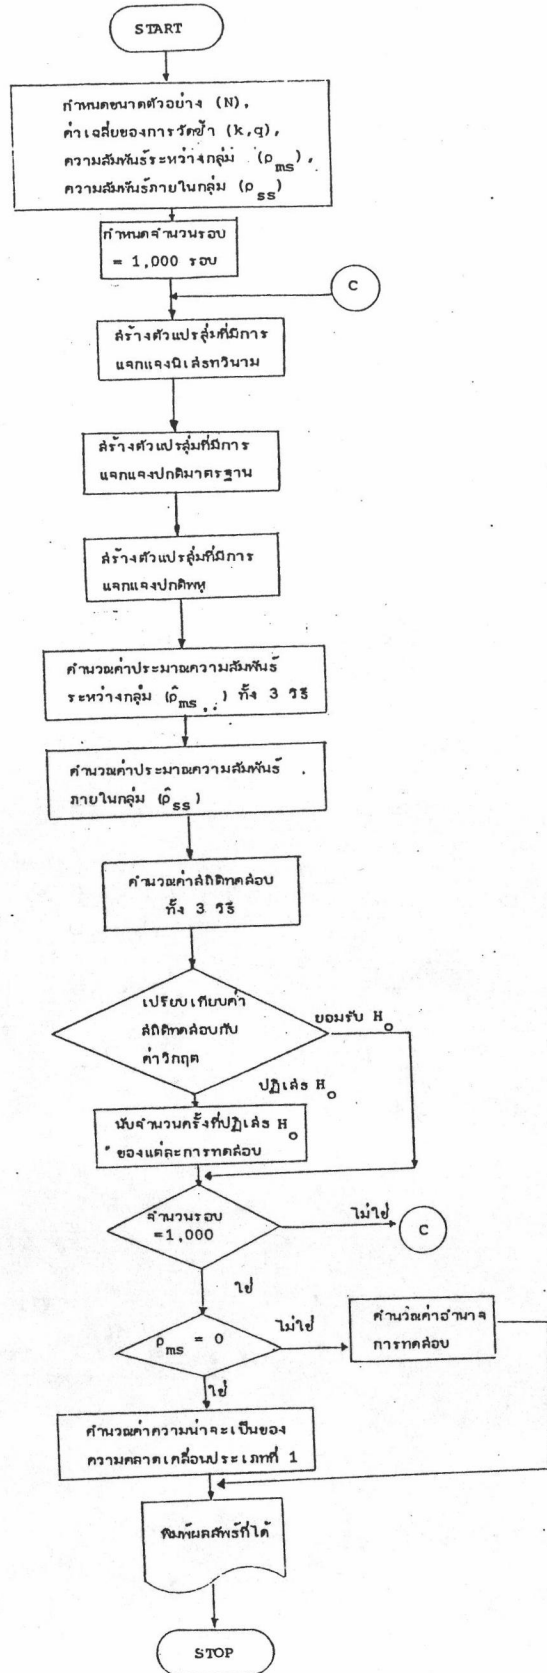 START
กำหนดขนาดตัวอย่าง (N),
ค่าเฉลี่ยของการวัดซ้ำ (k,q),
ความสัมพันธ์ระหว่างกลุ่ม (ρms),
ความสัมพันธ์ภายในกลุ่ม (ρss)
กำหนดจำนวนรอบ
= 1,000 รอบ
C
สร้างตัวแปรสุ่มที่มีการ
แจกแจงนิเสธทวินาม
สร้างตัวแปรสุ่มที่มีการ
แจกแจงปกติมาตรฐาน
สร้างตัวแปรสุ่มที่มีการ
แจกแจงปกติพหุ
คำนวณค่าประมาณความสัมพันธ์
ระหว่างกลุ่ม (ρ̂ms) ทั้ง 3 วิธี
คำนวณค่าประมาณความสัมพันธ์
ภายในกลุ่ม (ρ̂ss)
คำนวณค่าสถิติทดสอบ
ทั้ง 3 วิธี
เปรียบเทียบค่า
สถิติทดสอบกับ
ค่าวิกฤต
ยอมรับ Ho
ปฏิเสธ Ho
นับจำนวนครั้งที่ปฏิเสธ Ho
ของแต่ละการทดสอบ
จำนวนรอบ
=1,000
ไม่ใช่
C
ใช่
ρms = 0
ไม่ใช่
คำนวณค่าอำนาจ
การทดสอบ
ใช่
คำนวณค่าความน่าจะเป็นของ
ความคลาดเคลื่อนประเภทที่ 1
พิมพ์ผลลัพธ์ที่ได้
STOP